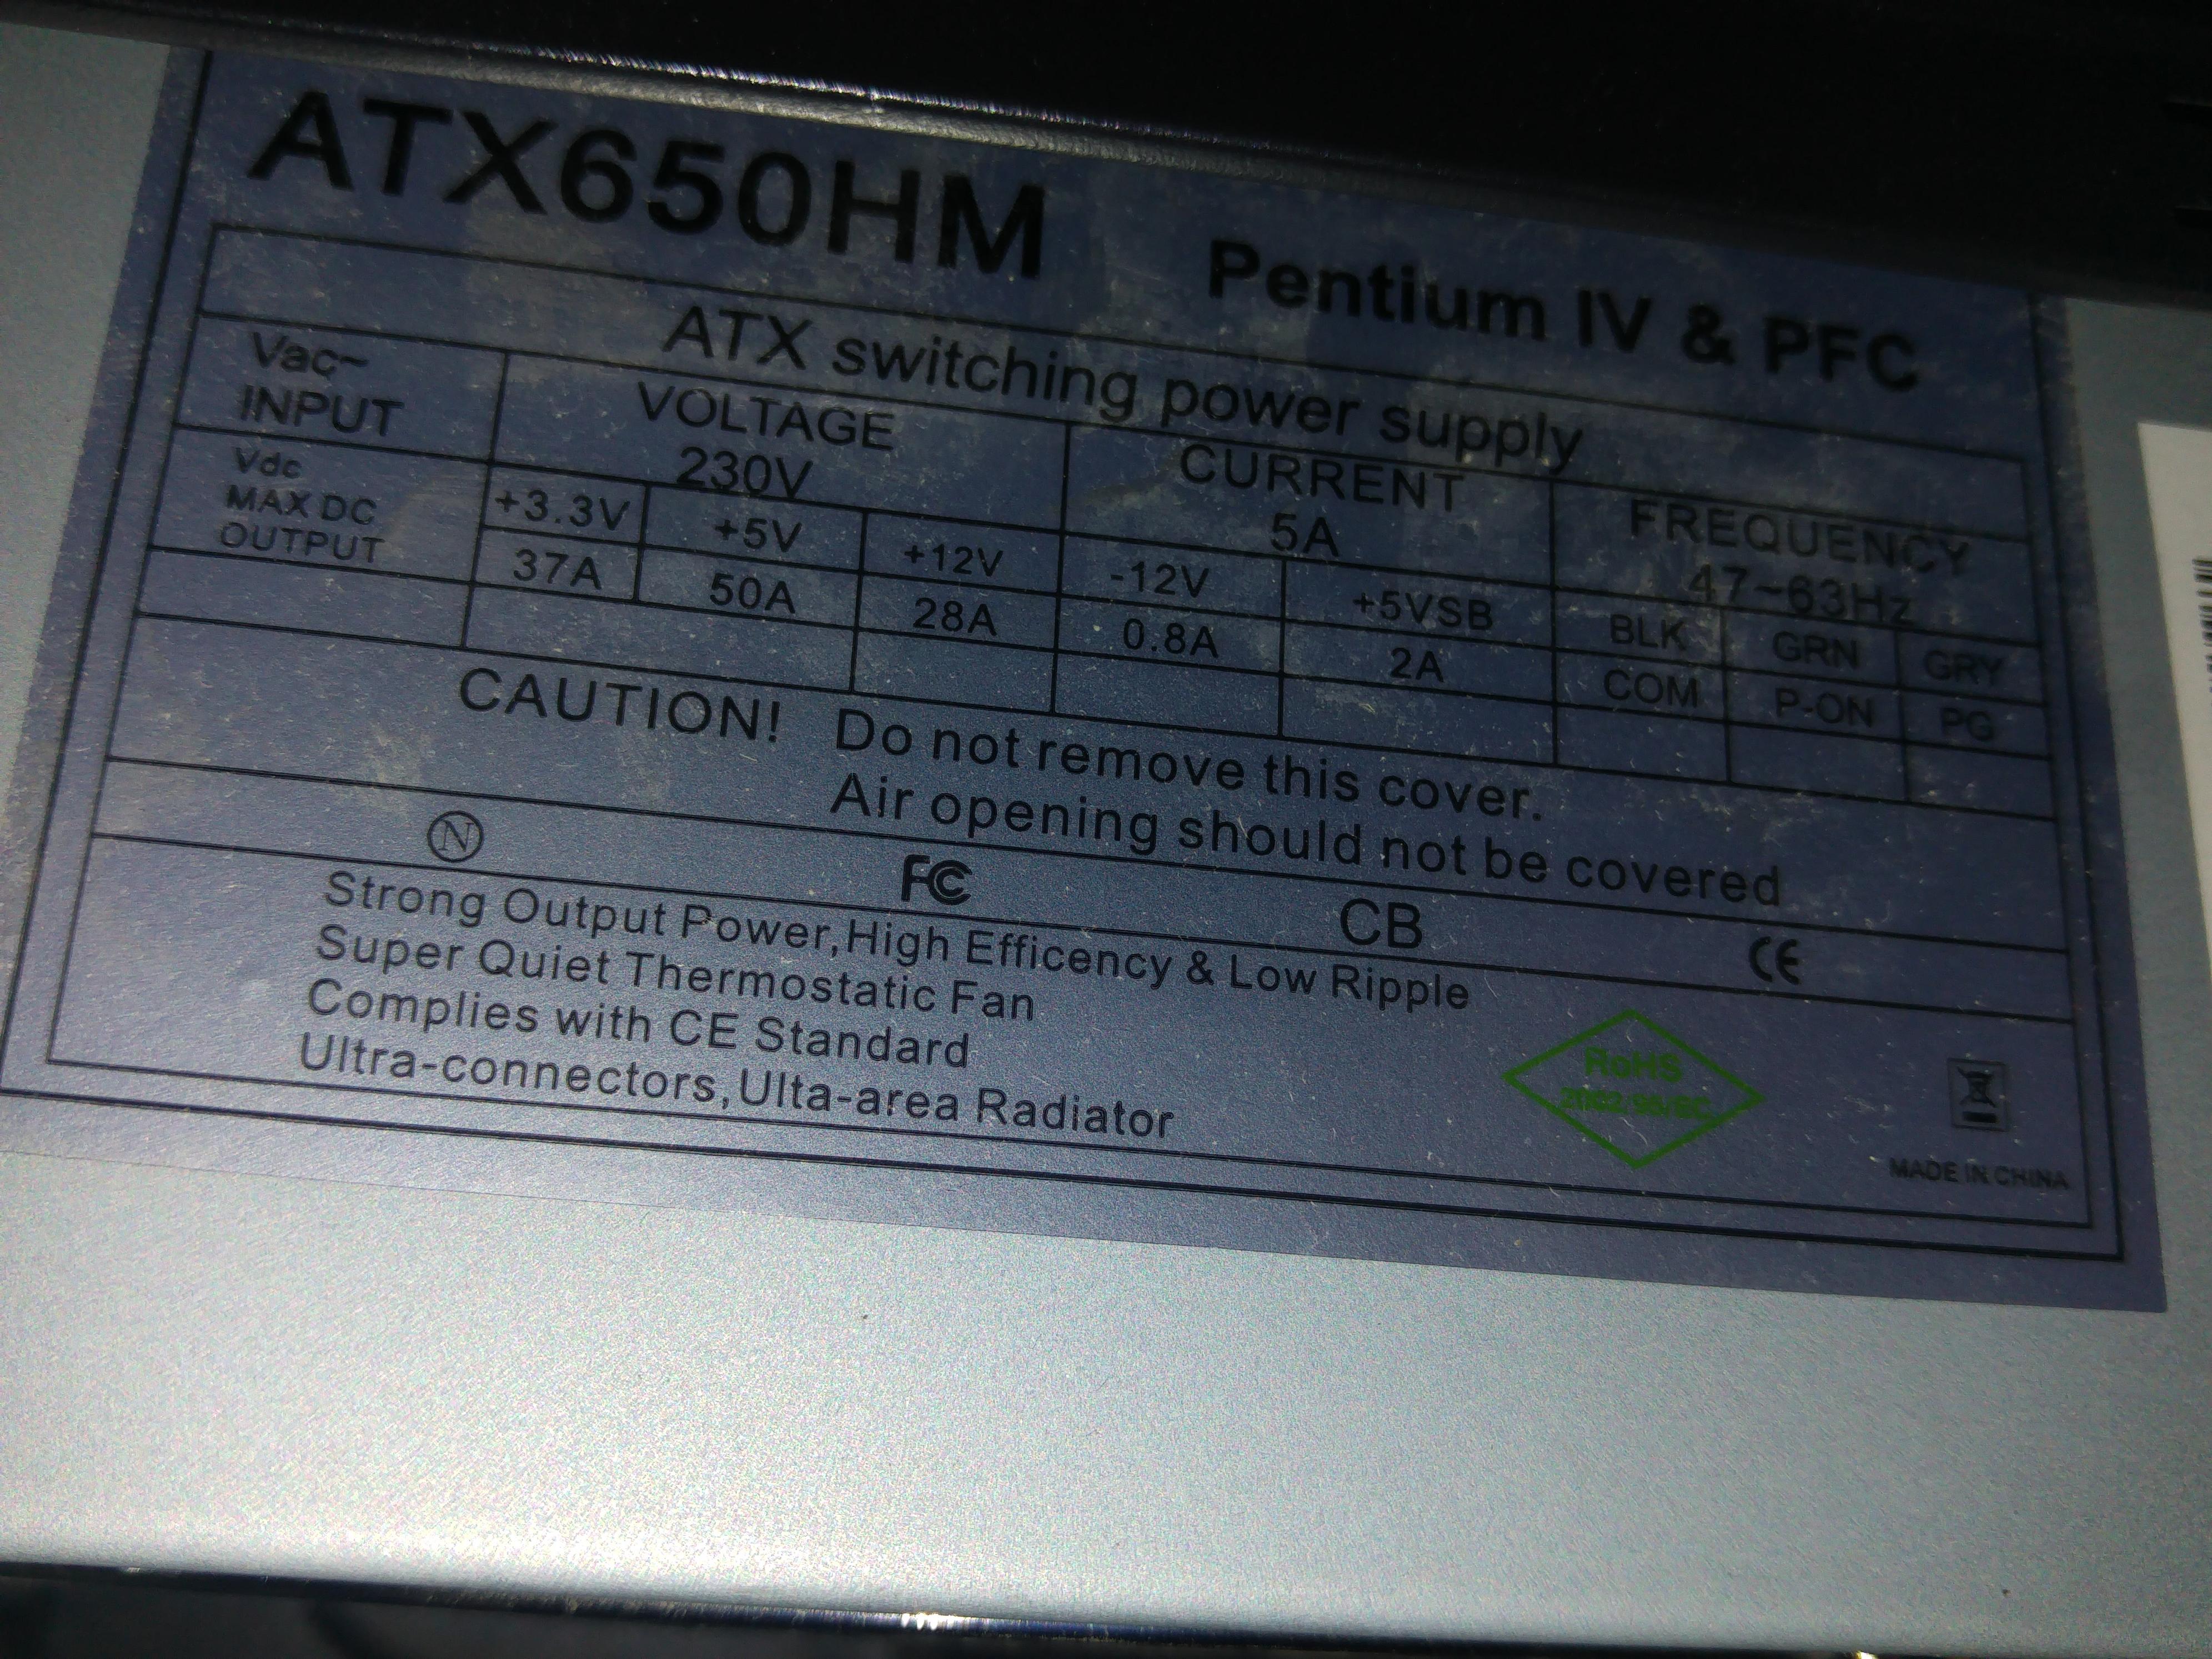 ATX650HM Pentium IV & PFC
ATX switching power supply
Vac~ INPUT VOLTAGE 230V CURRENT 5A FREQUENCY 47~63Hz
Vdc MAX DC OUTPUT +3.3V +5V +12V -12V +5VSB BLK GRN GRY
37A 50A 28A 0.8A 2A COM P-ON PG
CAUTION! Do not remove this cover.
Air opening should not be covered
N FC CB CE
Strong Output Power,High Efficency & Low Ripple
Super Quiet Thermostatic Fan
Complies with CE Standard
Ultra-connectors,Ulta-area Radiator
RoHS
2002/95/EC
MADE IN CHINA